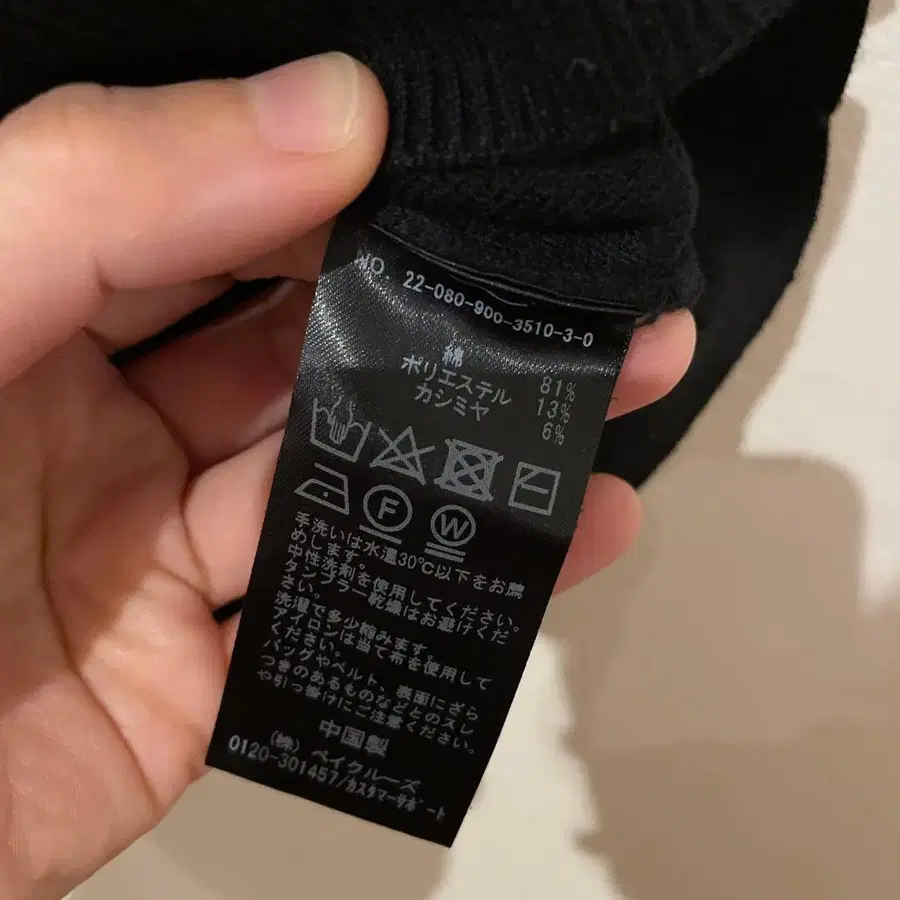 NO. 22-080-900-3510-3-0
綿 81%
ポリエステル 13%
カシミヤ 6%
F W
手洗いは水温30℃以下をお薦
めします。
中性洗剤を使用してください。
タンブラー乾燥はお避けくだ
さい。
洗濯で多少縮みます。
アイロンは当て布を使用して
ください。
バッグやベルト、表面にざら
つきのあるものなどとのスレ
や引っ掛けにご注意ください。
中国製
(株) ベイクルーズ
0120-301457/カスタマーサポート